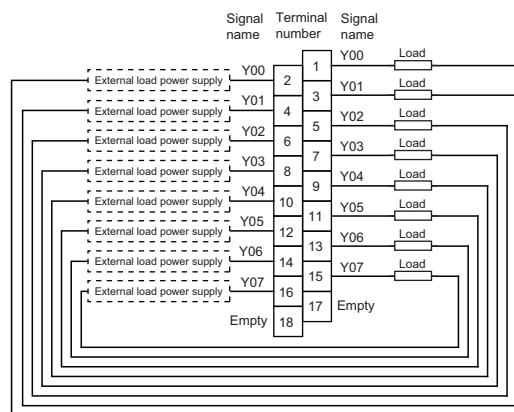 Signal name Terminal number Signal name
1 Y00 Load
External load power supply Y00 2
3 Y01 Load
External load power supply Y01 4
5 Y02 Load
External load power supply Y02 6
7 Y03 Load
External load power supply Y03 8
9 Y04 Load
External load power supply Y04 10
11 Y05 Load
External load power supply Y05 12
13 Y06 Load
External load power supply Y06 14
15 Y07 Load
External load power supply Y07 16
17 Empty
Empty 18